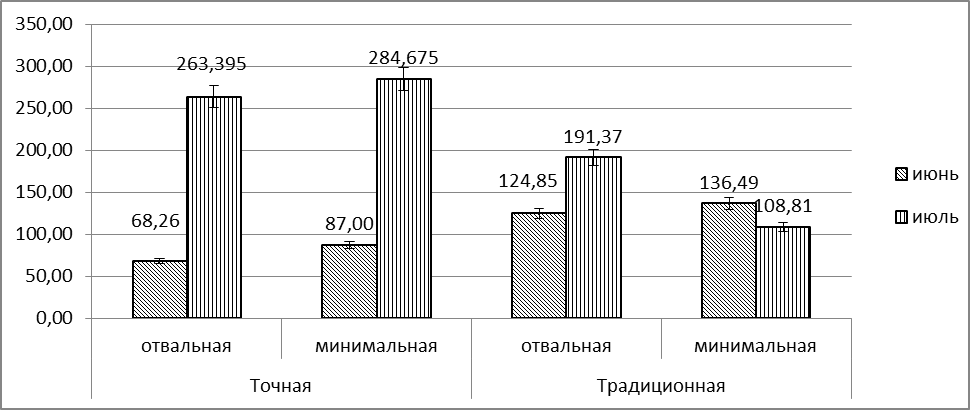 350,00
300,00
250,00
200,00
150,00
100,00
50,00
0,00
68,26
263,395
87,00
284,675
124,85
191,37
136,49
108,81
отвальная
минимальная
отвальная
минимальная
Точная
Традиционная
июнь
июль